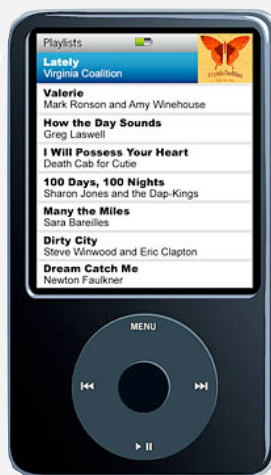 Playlists
Lately
Virginia Coalition
Valerie
Mark Ronson and Amy Winehouse
How the Day Sounds
Greg Laswell
I Will Possess Your Heart
Death Cab for Cutie
100 Days, 100 Nights
Sharon Jones and the Dap-Kings
Many the Miles
Sara Bareilles
Dirty City
Steve Winwood and Eric Clapton
Dream Catch Me
Newton Faulkner
MENU